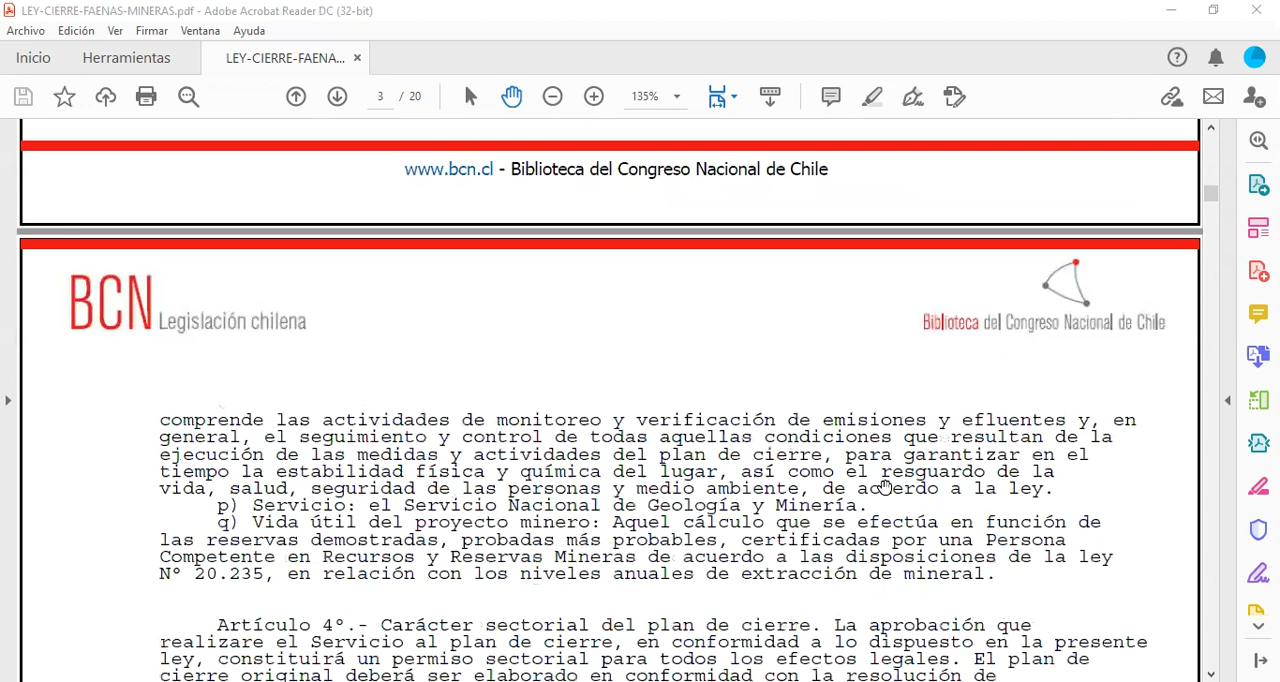 LEY-CIERRE-FAENAS-MINERAS.pdf - Adobe Acrobat Reader DC (32-bit)
Archivo Edición Ver Firmar Ventana Ayuda
Inicio Herramientas LEY-CIERRE-FAENA... ×
3 / 20 135%
www.bcn.cl - Biblioteca del Congreso Nacional de Chile
BCN Legislación chilena
Biblioteca del Congreso Nacional de Chile
comprende las actividades de monitoreo y verificación de emisiones y efluentes y, en
general, el seguimiento y control de todas aquellas condiciones que resultan de la
ejecución de las medidas y actividades del plan de cierre, para garantizar en el
tiempo la estabilidad física y química del lugar, así como el resguardo de la
vida, salud, seguridad de las personas y medio ambiente, de acuerdo a la ley.
p) Servicio: el Servicio Nacional de Geología y Minería.
q) Vida útil del proyecto minero: Aquel cálculo que se efectúa en función de
las reservas demostradas, probadas más probables, certificadas por una Persona
Competente en Recursos y Reservas Mineras de acuerdo a las disposiciones de la ley
Nº 20.235, en relación con los niveles anuales de extracción de mineral.
Artículo 4º.- Carácter sectorial del plan de cierre. La aprobación que
realizare el Servicio al plan de cierre, en conformidad a lo dispuesto en la presente
ley, constituirá un permiso sectorial para todos los efectos legales. El plan de
cierre original deberá ser elaborado en conformidad con la resolución de